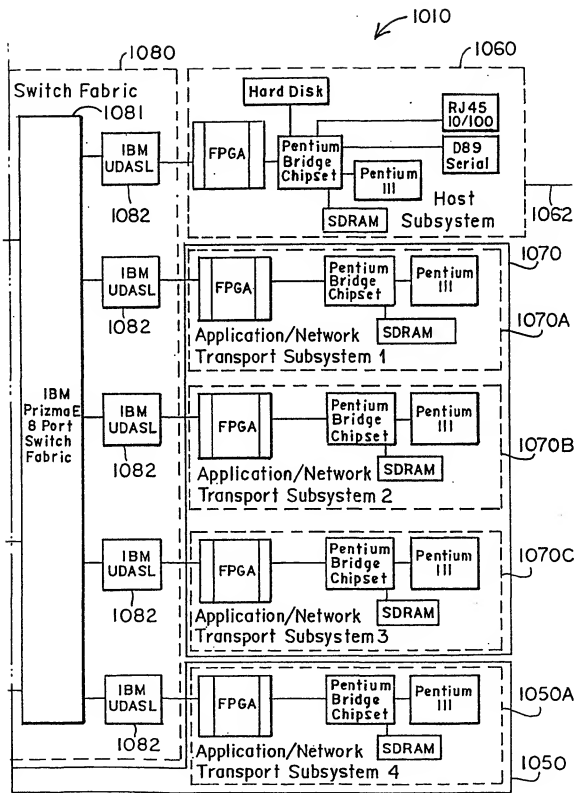 1010
1080
1060
Switch Fabric
1081
Hard Disk
RJ45
10/100
D89
Serial
IBM
UDASL
FPGA
Pentium
Bridge
Chipset
Pentium
III
SDRAM
Host
Subsystem
1082
1062
IBM
UDASL
1082
FPGA
Pentium
Bridge
Chipset
Pentium
III
SDRAM
Application/Network
Transport Subsystem 1
1070
1070A
IBM
PrizmaE
8 Port
Switch
Fabric
IBM
UDASL
1082
FPGA
Pentium
Bridge
Chipset
Pentium
III
SDRAM
Application/Network
Transport Subsystem 2
1070B
IBM
UDASL
1082
FPGA
Pentium
Bridge
Chipset
Pentium
III
SDRAM
Application/Network
Transport Subsystem 3
1070C
IBM
UDASL
1082
FPGA
Pentium
Bridge
Chipset
Pentium
III
SDRAM
Application/Network
Transport Subsystem 4
1050A
1050